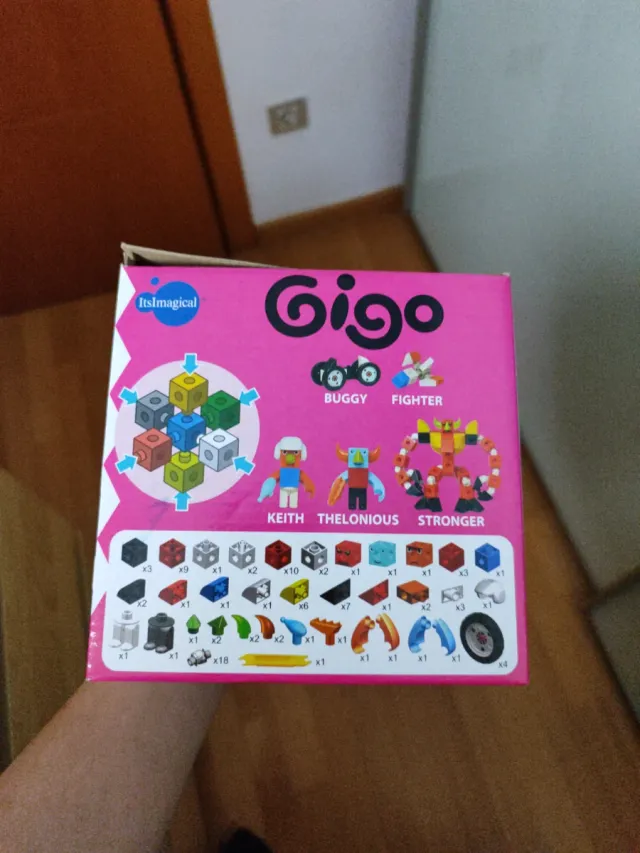 ItsImagical
Gigo
BUGGY FIGHTER
KEITH THELONIOUS STRONGER
x3 x9 x1 x2 x10 x2 x1 x1 x1 x3 x1
x2 x1 x1 x1 x6 x7 x1 x2 x3 x1
x1 x1 x1 x2 x2 x2 x1 x1 x1 x1 x1 x1 x4
x18 x1